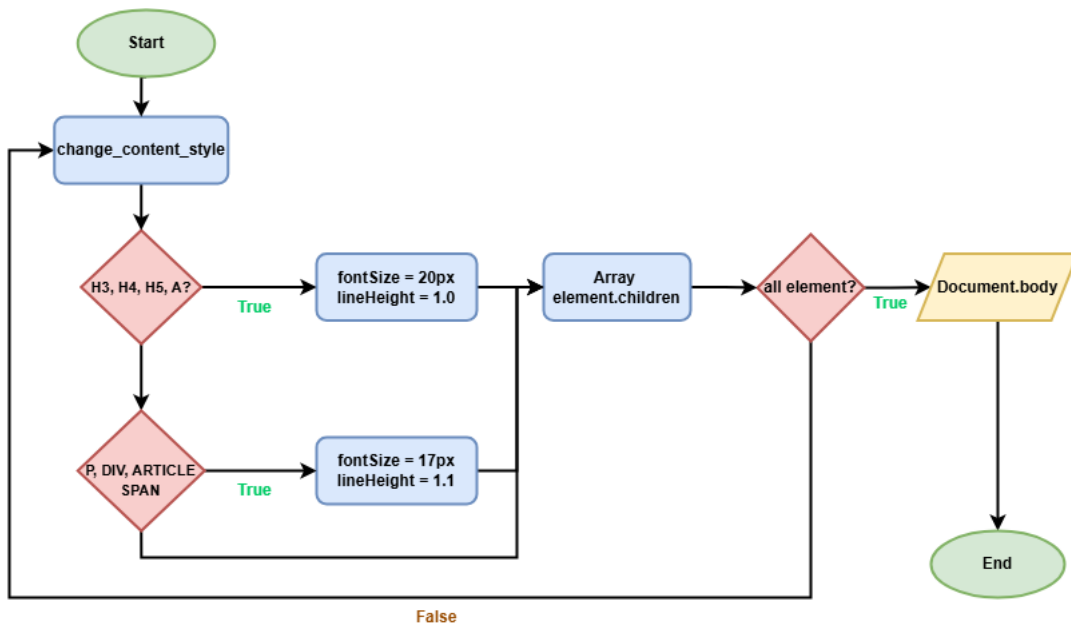 Start
change_content_style
H3, H4, H5, A?
True
fontSize = 20px
lineHeight = 1.0
Array
element.children
all element?
True
Document.body
P, DIV, ARTICLE
SPAN
True
fontSize = 17px
lineHeight = 1.1
End
False